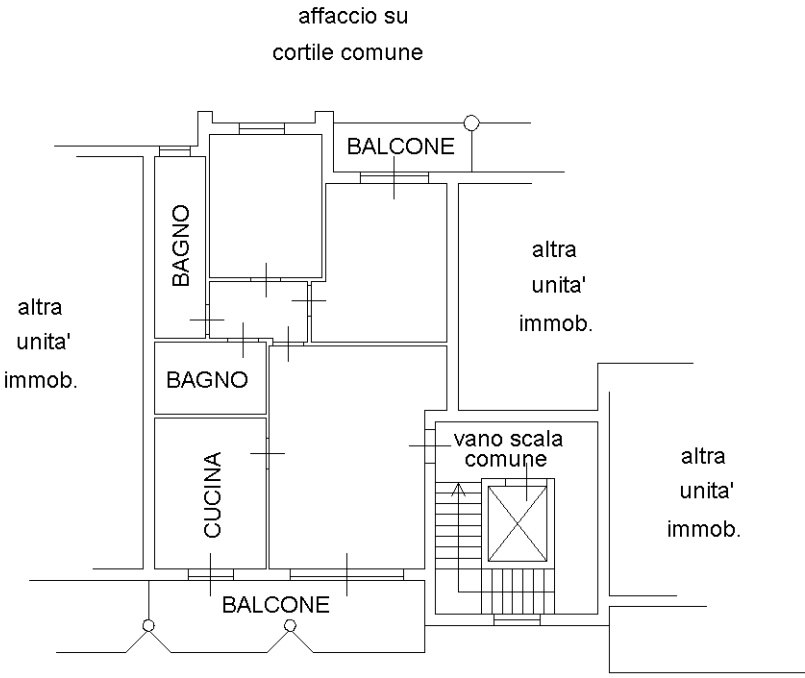 affaccio su
cortile comune
BALCONE
BAGNO
altra
unita'
immob.
altra
unita'
immob.
BAGNO
vano scala
comune
CUCINA
altra
unita'
immob.
BALCONE